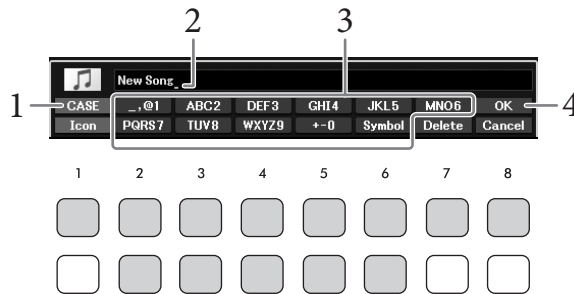 2 3
New Song_
1 CASE _,@1 ABC2 DEF3 GHI4 JKL5 MNO6 OK 4
Icon PQRS7 TUV8 WXYZ9 +-0 Symbol Delete Cancel
1 2 3 4 5 6 7 8